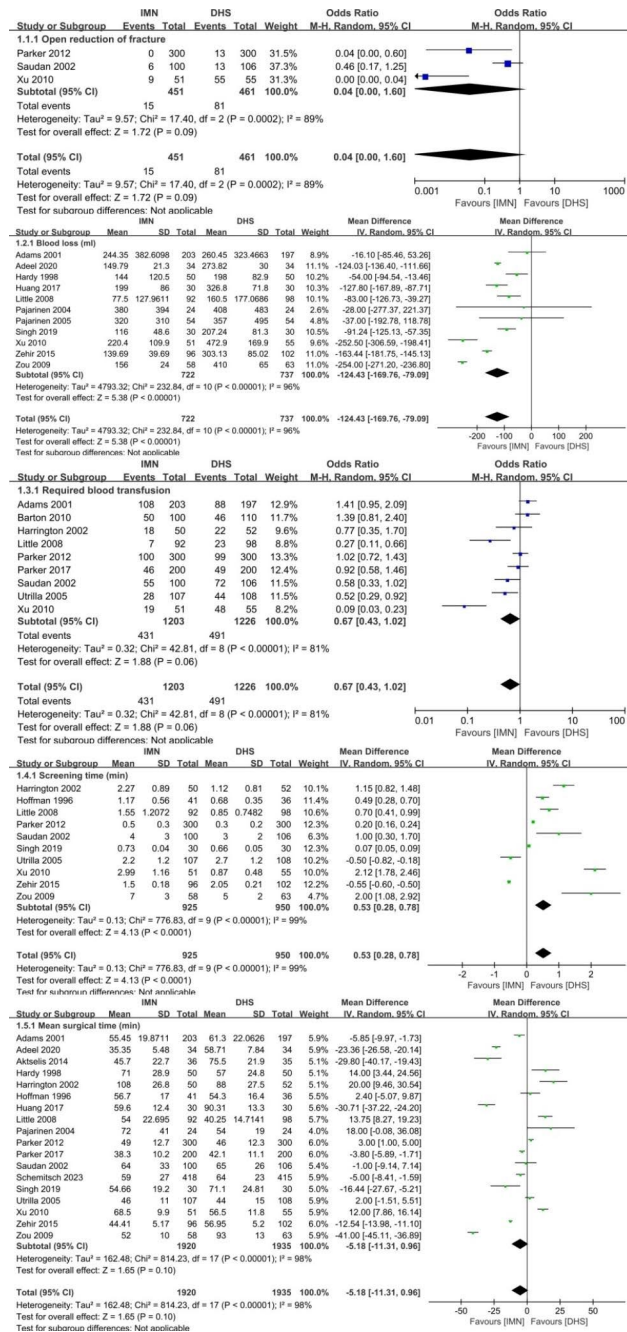 IMN DHS Odds Ratio Odds Ratio
Study or Subgroup Events Total Events Total Weight M-H, Random, 95% CI M-H, Random, 95% CI
1.1.1 Open reduction of fracture
Parker 2012 0 300 13 300 31.5% 0.04 [0.00, 0.60]
Saudan 2002 6 100 13 106 37.3% 0.46 [0.17, 1.25]
Xu 2010 9 51 55 55 31.3% 0.00 [0.00, 0.04]
Subtotal (95% CI) 451 461 100.0% 0.04 [0.00, 1.60]
Total events 15 81
Heterogeneity: Tau² = 9.57; Chi² = 17.40, df = 2 (P = 0.0002); I² = 89%
Test for overall effect: Z = 1.72 (P = 0.09)
Total (95% CI) 451 461 100.0% 0.04 [0.00, 1.60]
Total events 15 81
Heterogeneity: Tau² = 9.57; Chi² = 17.40, df = 2 (P = 0.0002); I² = 89%
Test for overall effect: Z = 1.72 (P = 0.09)
Test for subgroup differences: Not applicable
0.001 0.1 1 10 1000
Favours [IMN] Favours [DHS]
IMN DHS Mean Difference Mean Difference
Study or Subgroup Mean SD Total Mean SD Total Weight IV, Random, 95% CI IV, Random, 95% CI
1.2.1 Blood loss (ml)
Adams 2001 244.35 382.6098 203 260.45 323.4663 197 8.9% -16.10 [-85.46, 53.26]
Adeel 2020 149.79 21.3 34 273.82 30 34 11.1% -124.03 [-136.40, -111.66]
Hardy 1998 144 120.5 50 198 82.9 50 10.4% -54.00 [-94.54, -13.46]
Huang 2017 199 86 30 326.8 71.8 30 10.4% -127.80 [-167.89, -87.71]
Little 2008 77.5 127.9611 92 160.5 177.0686 98 10.3% -83.00 [-126.73, -39.27]
Pajarinen 2004 380 394 24 408 483 24 2.7% -28.00 [-277.37, 221.37]
Pajarinen 2005 320 310 54 357 495 54 5.1% -37.00 [-192.78, 118.78]
Singh 2019 116 48.6 30 207.24 81.3 30 10.6% -91.24 [-125.13, -57.35]
Xu 2010 220.4 109.9 51 472.9 169.9 55 9.9% -252.50 [-306.59, -198.41]
Zehir 2015 139.69 39.69 96 303.13 85.02 102 11.0% -163.44 [-181.75, -145.13]
Zou 2009 156 24 58 410 65 63 11.0% -254.00 [-271.20, -236.80]
Subtotal (95% CI) 722 737 100.0% -124.43 [-169.76, -79.09]
Heterogeneity: Tau² = 4793.32; Chi² = 232.84, df = 10 (P < 0.00001); I² = 96%
Test for overall effect: Z = 5.38 (P < 0.00001)
Total (95% CI) 722 737 100.0% -124.43 [-169.76, -79.09]
Heterogeneity: Tau² = 4793.32; Chi² = 232.84, df = 10 (P < 0.00001); I² = 96%
Test for overall effect: Z = 5.38 (P < 0.00001)
Test for subgroup differences: Not applicable
-200 -100 0 100 200
Favours [IMN] Favours [DHS]
IMN DHS Odds Ratio Odds Ratio
Study or Subgroup Events Total Events Total Weight M-H, Random, 95% CI M-H, Random, 95% CI
1.3.1 Required blood transfusion
Adams 2001 108 203 88 197 12.9% 1.41 [0.95, 2.09]
Barton 2010 50 100 46 110 11.7% 1.39 [0.81, 2.40]
Harrington 2002 18 50 22 52 9.3% 0.77 [0.35, 1.70]
Little 2008 7 92 23 98 8.3% 0.27 [0.11, 0.66]
Parker 2012 100 300 99 300 13.3% 1.02 [0.72, 1.43]
Parker 2017 46 200 49 200 12.5% 0.92 [0.58, 1.46]
Saudan 2002 55 100 72 106 11.5% 0.58 [0.33, 1.02]
Utrilla 2005 28 107 44 108 11.3% 0.52 [0.29, 0.92]
Xu 2010 19 51 48 55 8.2% 0.09 [0.03, 0.23]
Subtotal (95% CI) 1203 1226 100.0% 0.67 [0.43, 1.02]
Total events 431 491
Heterogeneity: Tau² = 0.32; Chi² = 42.81, df = 8 (P < 0.00001); I² = 81%
Test for overall effect: Z = 1.88 (P = 0.06)
Total (95% CI) 1203 1226 100.0% 0.67 [0.43, 1.02]
Total events 431 491
Heterogeneity: Tau² = 0.32; Chi² = 42.81, df = 8 (P < 0.00001); I² = 81%
Test for overall effect: Z = 1.88 (P = 0.06)
Test for subgroup differences: Not applicable
0.01 0.1 1 10 100
Favours [IMN] Favours [DHS]
IMN DHS Mean Difference Mean Difference
Study or Subgroup Mean SD Total Mean SD Total Weight IV, Random, 95% CI IV, Random, 95% CI
1.4.1 Screening time (min)
Harrinton 2002 2.27 0.89 50 1.12 0.81 52 10.1% 1.15 [0.82, 1.48]
Hoffman 1996 1.17 0.56 41 0.68 0.35 36 11.4% 0.49 [0.28, 0.70]
Little 2008 1.55 1.2072 92 0.85 0.7482 98 10.5% 0.70 [0.41, 0.99]
Parker 2012 0.5 0.3 300 0.3 0.2 300 12.2% 0.20 [0.16, 0.24]
Saudan 2002 4 3 100 3 2 106 7.1% 1.00 [0.30, 1.70]
Singh 2019 0.73 0.04 30 0.66 0.05 30 12.3% 0.07 [0.05, 0.09]
Utrilla 2005 2.2 1.2 107 2.7 1.2 108 10.2% -0.50 [-0.82, -0.18]
Xu 2010 2.99 1.16 51 0.87 0.48 55 10.0% 2.12 [1.78, 2.46]
Zehir 2015 1.5 0.18 96 2.05 0.21 102 12.2% -0.55 [-0.60, -0.50]
Zou 2009 7 3 58 5 2 63 4.9% 2.00 [1.08, 2.92]
Subtotal (95% CI) 925 950 100.0% 0.53 [0.28, 0.78]
Heterogeneity: Tau² = 0.13; Chi² = 776.83, df = 9 (P < 0.00001); I² = 99%
Test for overall effect: Z = 4.13 (P < 0.0001)
Total (95% CI) 925 950 100.0% 0.53 [0.28, 0.78]
Heterogeneity: Tau² = 0.13; Chi² = 776.83, df = 9 (P < 0.00001); I² = 99%
Test for overall effect: Z = 4.13 (P < 0.0001)
Test for subgroup differences: Not applicable
-2 -1 0 1 2
Favours [IMN] Favours [DHS]
IMN DHS Mean Difference Mean Difference
Study or Subgroup Mean SD Total Mean SD Total Weight IV, Random, 95% CI IV, Random, 95% CI
1.5.1 Mean surgical time (min)
Adams 2001 55.45 19.8711 203 61.3 22.0626 197 5.9% -5.85 [-9.97, -1.73]
Adeel 2020 35.35 5.48 34 58.71 7.84 34 5.9% -23.36 [-26.58, -20.14]
Aktselis 2014 45.7 22.7 36 75.5 21.9 35 5.2% -29.80 [-40.17, -19.43]
Hardy 1998 71 28.9 50 57 24.8 50 5.2% 14.00 [3.44, 24.56]
Harrington 2002 108 26.8 50 88 27.5 52 5.2% 20.00 [9.46, 30.54]
Hoffman 1996 56.7 17 41 54.3 16.4 36 5.6% 2.40 [-5.07, 9.87]
Huang 2017 59.6 12.4 30 90.31 13.3 30 5.7% -30.71 [-37.22, -24.20]
Little 2008 54 22.695 92 40.25 14.7141 98 5.8% 13.75 [8.27, 19.23]
Pajarinen 2004 72 41 24 54 19 24 4.2% 18.00 [-0.08, 36.08]
Parker 2012 49 12.7 300 46 12.3 300 6.0% 3.00 [1.00, 5.00]
Parker 2017 38.3 10.2 200 42.1 11.1 200 6.0% -3.80 [-5.89, -1.71]
Saudan 2002 64 33 100 65 26 106 5.4% -1.00 [-9.14, 7.14]
Schemitsch 2023 59 27 418 64 23 415 5.9% -5.00 [-8.41, -1.59]
Singh 2019 54.66 19.2 30 71.1 24.81 30 5.1% -16.44 [-27.67, -5.21]
Utrilla 2005 46 11 107 44 15 108 5.9% 2.00 [-1.51, 5.51]
Xu 2010 68.5 9.9 51 56.5 11.8 55 5.9% 12.00 [7.86, 16.14]
Zehir 2015 44.41 5.17 96 56.95 5.2 102 6.0% -12.54 [-13.98, -11.10]
Zou 2009 52 10 58 93 13 63 5.9% -41.00 [-45.11, -36.89]
Subtotal (95% CI) 1920 1935 100.0% -5.18 [-11.31, 0.96]
Heterogeneity: Tau² = 162.48; Chi² = 814.23, df = 17 (P < 0.00001); I² = 98%
Test for overall effect: Z = 1.65 (P = 0.10)
Total (95% CI) 1920 1935 100.0% -5.18 [-11.31, 0.96]
Heterogeneity: Tau² = 162.48; Chi² = 814.23, df = 17 (P < 0.00001); I² = 98%
Test for overall effect: Z = 1.65 (P = 0.10)
Test for subgroup differences: Not applicable
-50 -25 0 25 50
Favours [IMN] Favours [DHS]